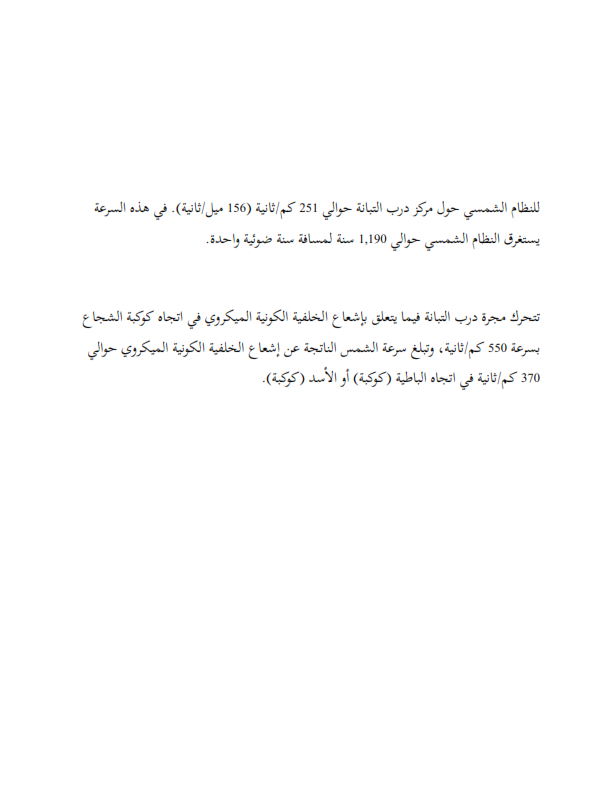 للنظام الشمسي حول مركز درب التبانة حوالي 251 كم/ثانية (156 ميل/ثانية). في هذه السرعة
يستغرق النظام الشمسي حوالي 1,190 سنة لمسافة سنة ضوئية واحدة.
تتحرك مجرة درب التبانة فيما يتعلق بإشعاع الخلفية الكونية الميكروي في اتجاه كوكبة الشجاع
بسرعة 550 كم/ثانية، وتبلغ سرعة الشمس الناتجة عن إشعاع الخلفية الكونية الميكروي حوالي
370 كم/ثانية في اتجاه الباطية (كوكبة) أو الأسد (كوكبة).